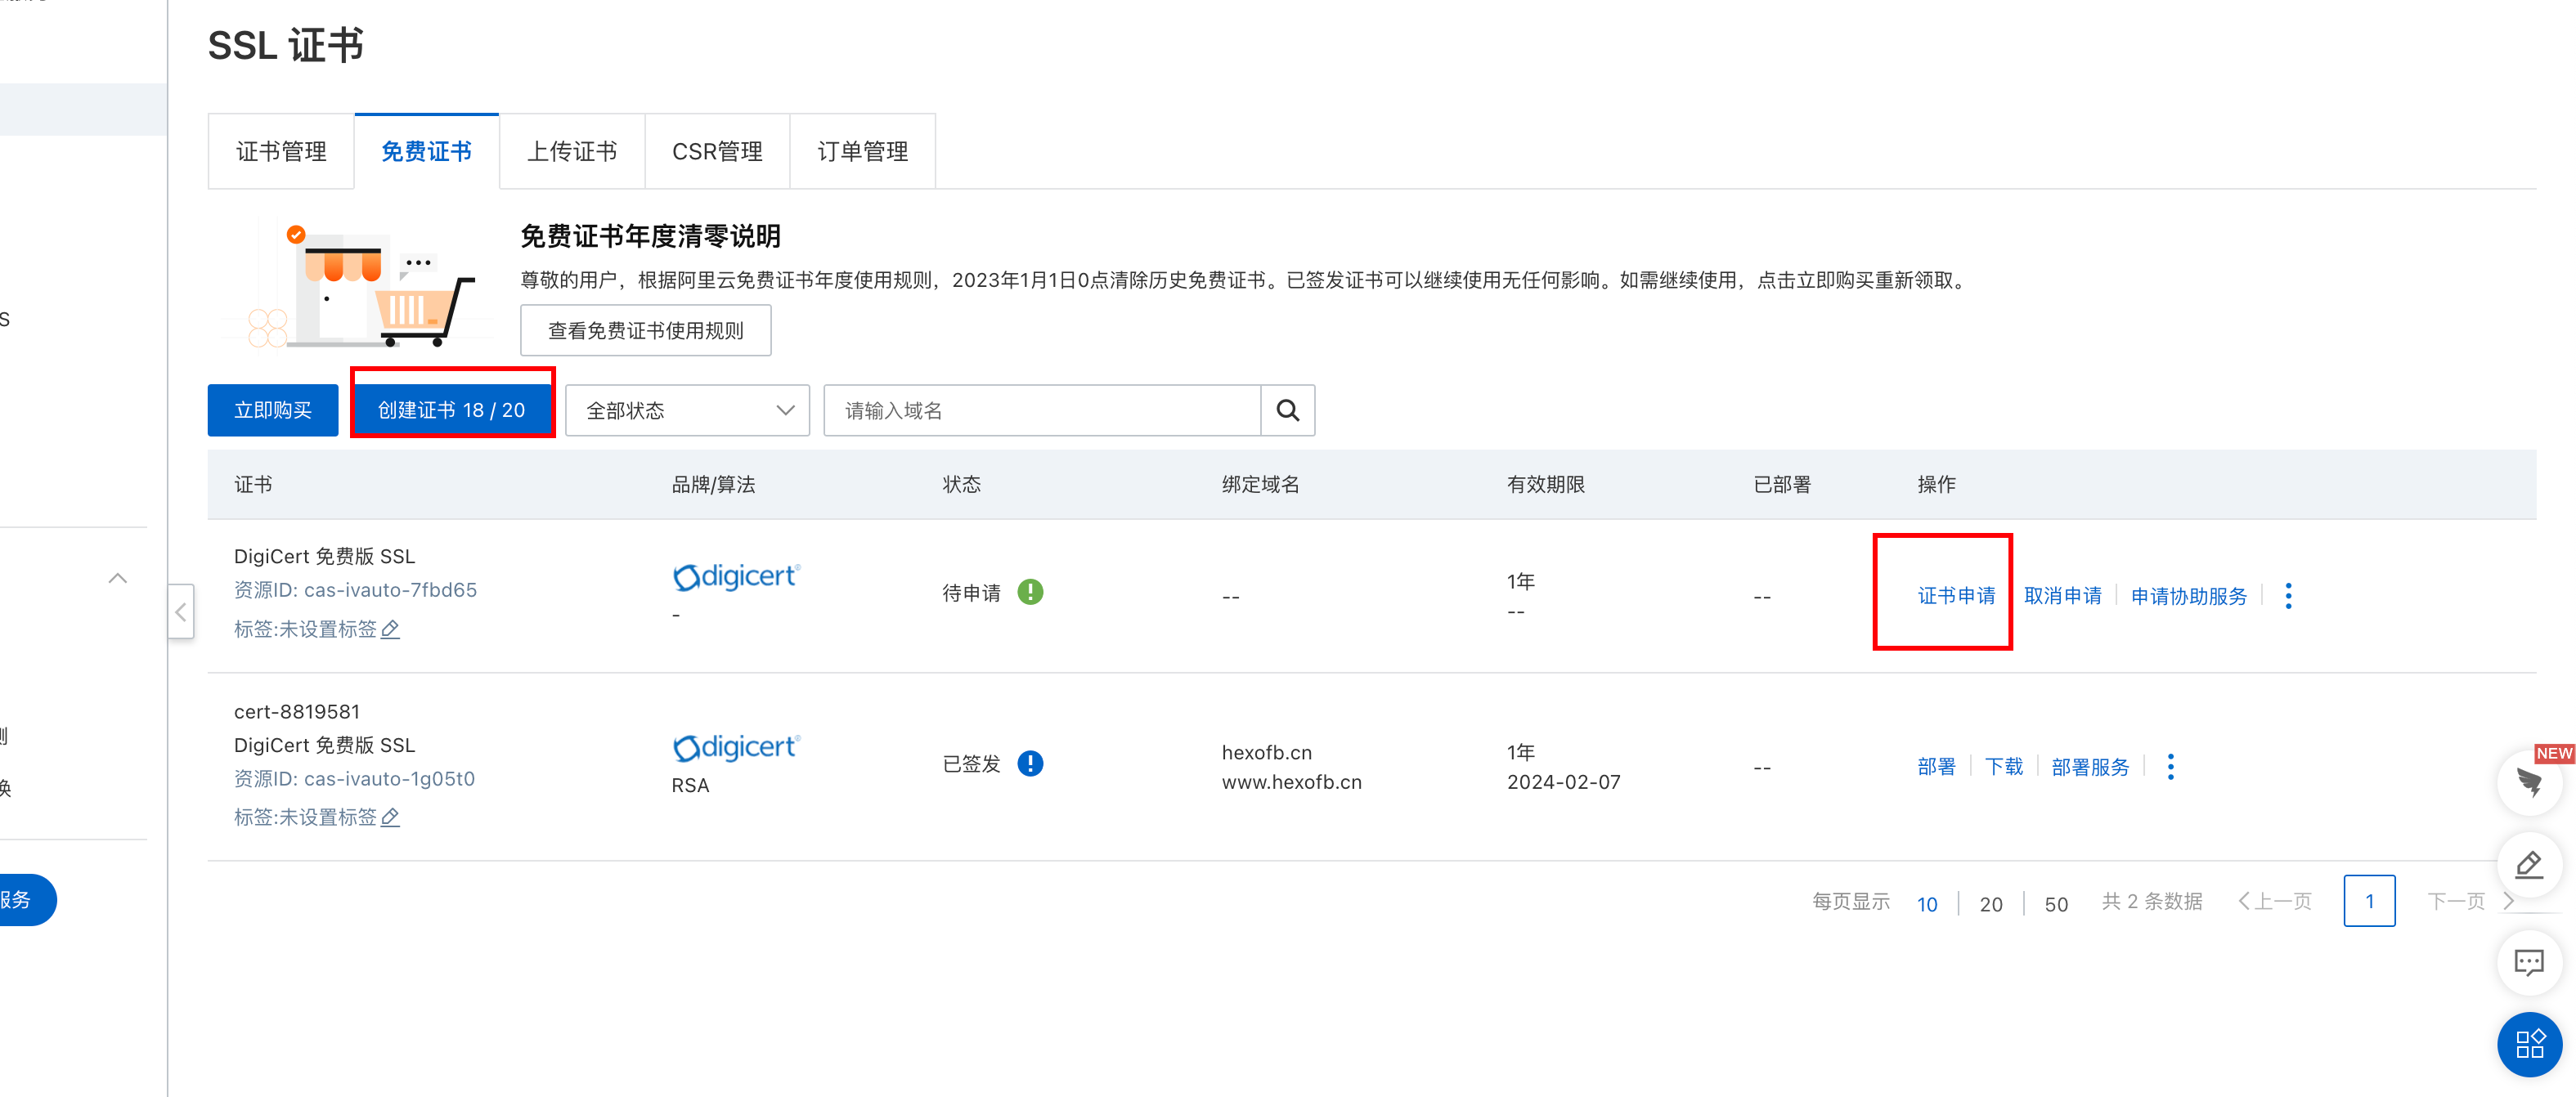 SSL 证书
证书管理
免费证书
上传证书
CSR管理
订单管理
免费证书年度清零说明
尊敬的用户，根据阿里云免费证书年度使用规则，2023年1月1日0点清除历史免费证书。已签发证书可以继续使用无任何影响。如需继续使用，点击立即购买重新领取。
查看免费证书使用规则
立即购买
创建证书 18 / 20
全部状态
请输入域名
证书
品牌/算法
状态
绑定域名
有效期限
已部署
操作
DigiCert 免费版 SSL
资源ID: cas-ivauto-7fbd65
标签:未设置标签
digicert®
-
待申请
--
1年
--
--
证书申请
取消申请
申请协助服务
cert-8819581
DigiCert 免费版 SSL
资源ID: cas-ivauto-1g05t0
标签:未设置标签
digicert®
RSA
已签发
hexofb.cn
www.hexofb.cn
1年
2024-02-07
--
部署
下载
部署服务
每页显示
10
20
50
共 2 条数据
上一页
1
下一页
NEW
S
服务